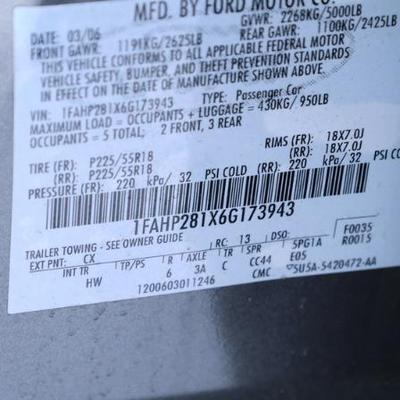 MFD. BY FORD MOTOR CO.
DATE: 03/06 GVWR: 2268KG/5000LB
FRONT GAWR: 1191KG/2625LB REAR GAWR: 1100KG/2425LB
THIS VEHICLE CONFORMS TO ALL APPLICABLE FEDERAL MOTOR
VEHICLE SAFETY, BUMPER, AND THEFT PREVENTION STANDARDS
IN EFFECT ON THE DATE OF MANUFACTURE SHOWN ABOVE.
VIN: 1FAHP281X6G173943 TYPE: Passenger Car
MAXIMUM LOAD = OCCUPANTS + LUGGAGE = 430KG/950LB
OCCUPANTS = 5 TOTAL: 2 FRONT, 3 REAR
TIRE (FR): P225/55R18 RIMS (FR): 18X7.0J
(RR): P225/55R18 (RR): 18X7.0J
PRESSURE (FR): 220 kPa/ 32 PSI COLD (RR): 220 kPa/ 32 PSI COLD
1FAHP281X6G173943
TRAILER TOWING - SEE OWNER GUIDE
EXT PNT: CX RC: 13 DSO: F0035
INT TR TP/PS R AXLE TR SPR 5PG1A R0015
HW 6 3A C CC44 E05
1200603011246 CMC 5U5A-5420472-AA